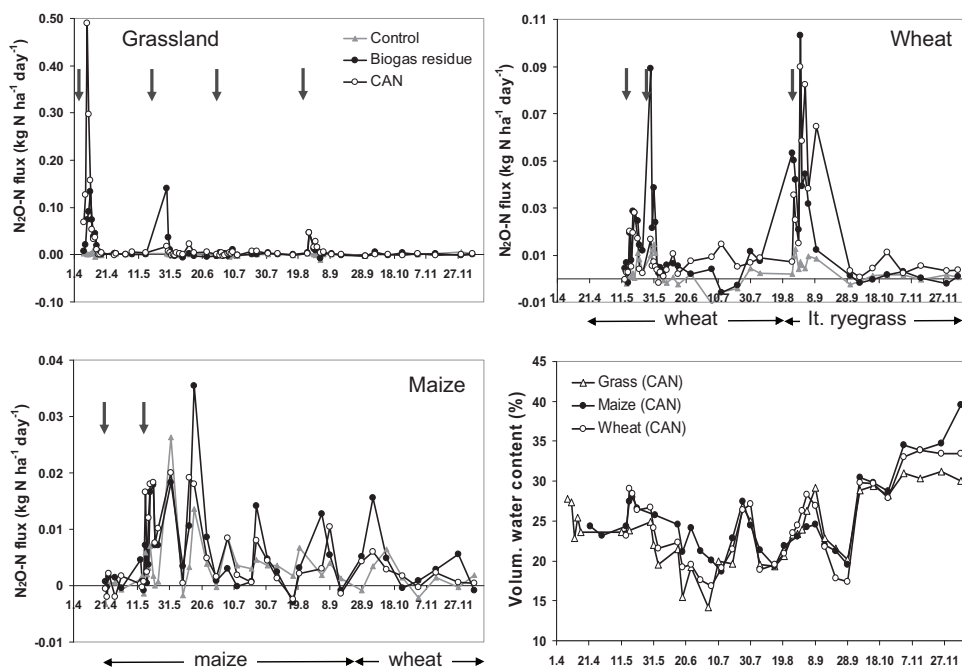 N₂O-N flux (kg N ha⁻¹ day⁻¹)
0.50
0.40
0.30
0.20
0.10
0.00
-0.10
Grassland
Control
Biogas residue
CAN
1.4 21.4 11.5 31.5 20.6 10.7 30.7 19.8 8.9 28.9 18.10 7.11 27.11
N₂O-N flux (kg N ha⁻¹ day⁻¹)
0.11
0.09
0.07
0.05
0.03
0.01
-0.01
Wheat
1.4 21.4 11.5 31.5 20.6 10.7 30.7 19.8 8.9 28.9 18.10 7.11 27.11
wheat It. ryegrass
N₂O-N flux (kg N ha⁻¹ day⁻¹)
0.04
0.03
0.02
0.01
0
-0.01
Maize
1.4 21.4 11.5 31.5 20.6 10.7 30.7 19.8 8.9 28.9 18.10 7.11 27.11
maize wheat
Volum. water content (%)
45
40
35
30
25
20
15
10
Grass (CAN)
Maize (CAN)
Wheat (CAN)
1.4 21.4 11.5 31.5 20.6 10.7 30.7 19.8 8.9 28.9 18.10 7.11 27.11